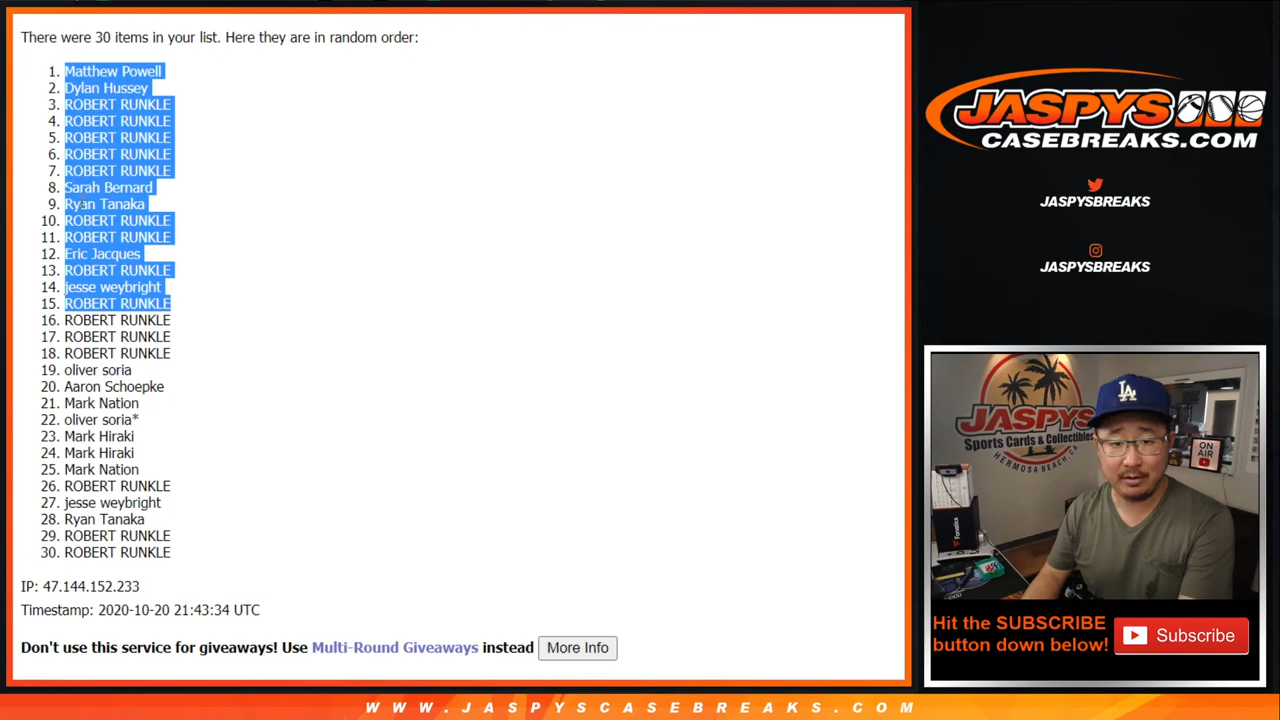 There were 30 items in your list. Here they are in random order:
1. Matthew Powell
2. Dylan Hussey
3. ROBERT RUNKLE
4. ROBERT RUNKLE
5. ROBERT RUNKLE
6. ROBERT RUNKLE
7. ROBERT RUNKLE
8. Sarah Bernard
9. Ryan Tanaka
10. ROBERT RUNKLE
11. ROBERT RUNKLE
12. Eric Jacques
13. ROBERT RUNKLE
14. jesse weybright
15. ROBERT RUNKLE
16. ROBERT RUNKLE
17. ROBERT RUNKLE
18. ROBERT RUNKLE
19. oliver soria
20. Aaron Schoepke
21. Mark Nation
22. oliver soria*
23. Mark Hiraki
24. Mark Hiraki
25. Mark Nation
26. ROBERT RUNKLE
27. jesse weybright
28. Ryan Tanaka
29. ROBERT RUNKLE
30. ROBERT RUNKLE
IP: 47.144.152.233
Timestamp: 2020-10-20 21:43:34 UTC
Don't use this service for giveaways! Use Multi-Round Giveaways instead More Info
JASPYS
CASEBREAKS.COM
JASPYSBREAKS
JASPYSBREAKS
JASPYS
Sports Cards & Collectibles
HERMOSA BEACH, CA
LA
ON
AIR
Fanatics
Hit the SUBSCRIBE
button down below!
Subscribe
WWW.JASPYSCASEBREAKS.COM